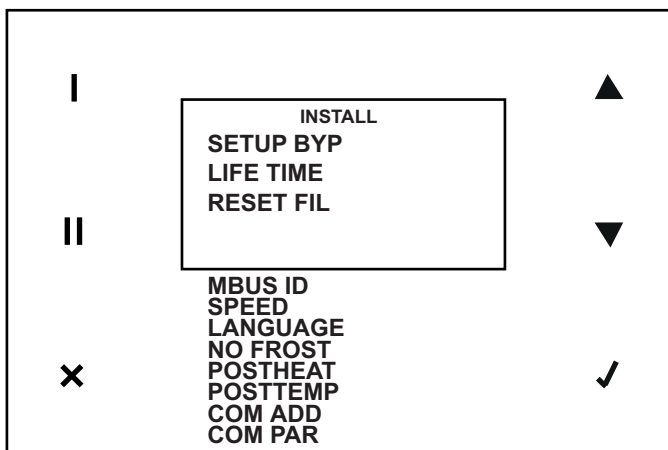 I
INSTALL
SETUP BYP
LIFE TIME
RESET FIL
II
MBUS ID
SPEED
LANGUAGE
NO FROST
POSTHEAT
POSTTEMP
COM ADD
COM PAR